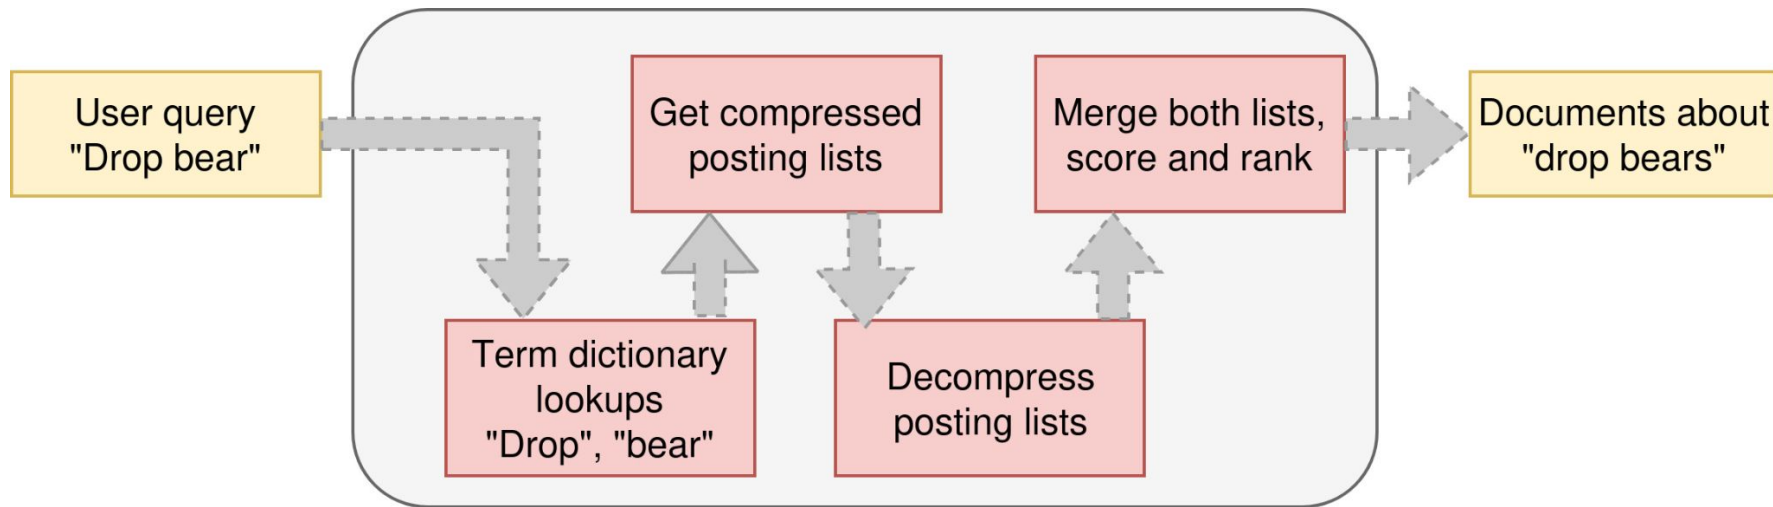 User query
"Drop bear"
Term dictionary
lookups
"Drop", "bear"
Get compressed
posting lists
Decompress
posting lists
Merge both lists,
score and rank
Documents about
"drop bears"